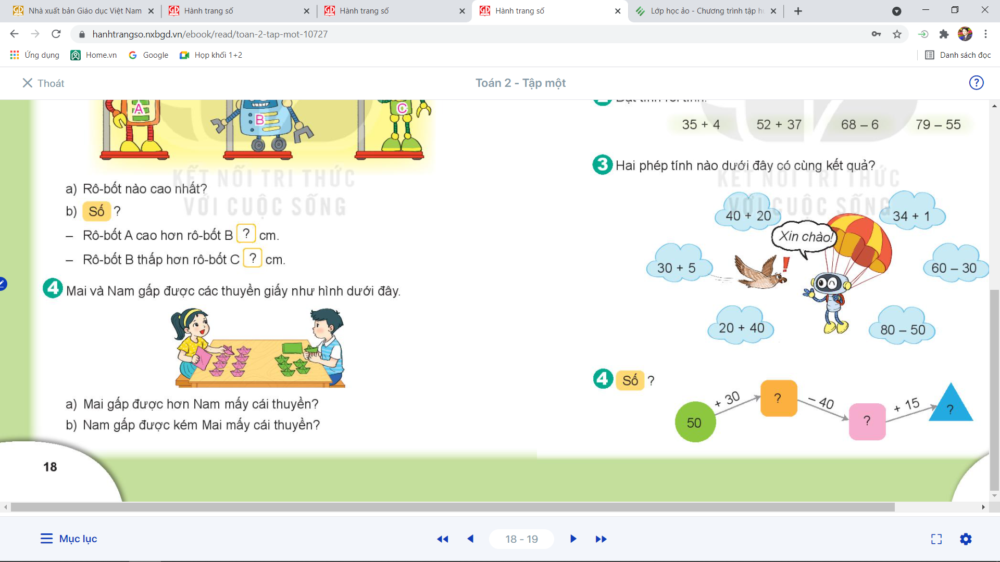 Nhà xuất bản Giáo dục Việt Nam
Hành trang số
Hành trang số
Hành trang số
Lớp học ảo - Chương trình tập h
hanhtrangso.nxbgd.vn/ebook/read/toan-2-tap-mot-10727
Ứng dụng
Home.vn
Google
Họp khối 1+2
Danh sách đọc
Thoát
Toán 2 - Tập một
A
B
C
KẾT NỐI TRI THỨC
VỚI CUỘC SỐNG
a) Rô-bốt nào cao nhất?
b) Số ?
– Rô-bốt A cao hơn rô-bốt B ? cm.
– Rô-bốt B thấp hơn rô-bốt C ? cm.
4 Mai và Nam gấp được các thuyền giấy như hình dưới đây.
a) Mai gấp được hơn Nam mấy cái thuyền?
b) Nam gấp được kém Mai mấy cái thuyền?
18
35 + 4 52 + 37 68 – 6 79 – 55
3 Hai phép tính nào dưới đây có cùng kết quả?
KẾT NỐI TRI THỨC
VỚI CUỘC SỐNG
40 + 20
34 + 1
Xin chào!
30 + 5
!
60 – 30
20 + 40
80 – 50
4 Số ?
50
+ 30
?
– 40
?
+ 15
?
Mục lục
18 - 19